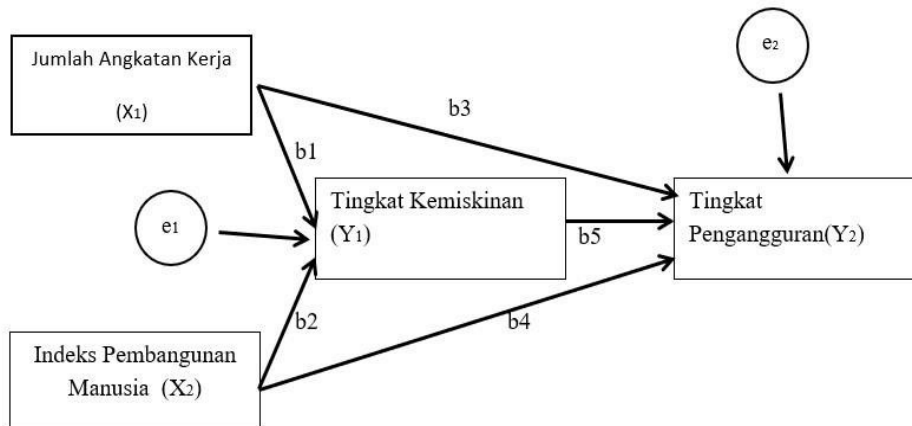 Jumlah Angkatan Kerja
(X1)
e2
b3
b1
Tingkat Kemiskinan
(Y1)
Tingkat
Pengangguran(Y2)
e1
b5
b2
b4
Indeks Pembangunan
Manusia (X2)